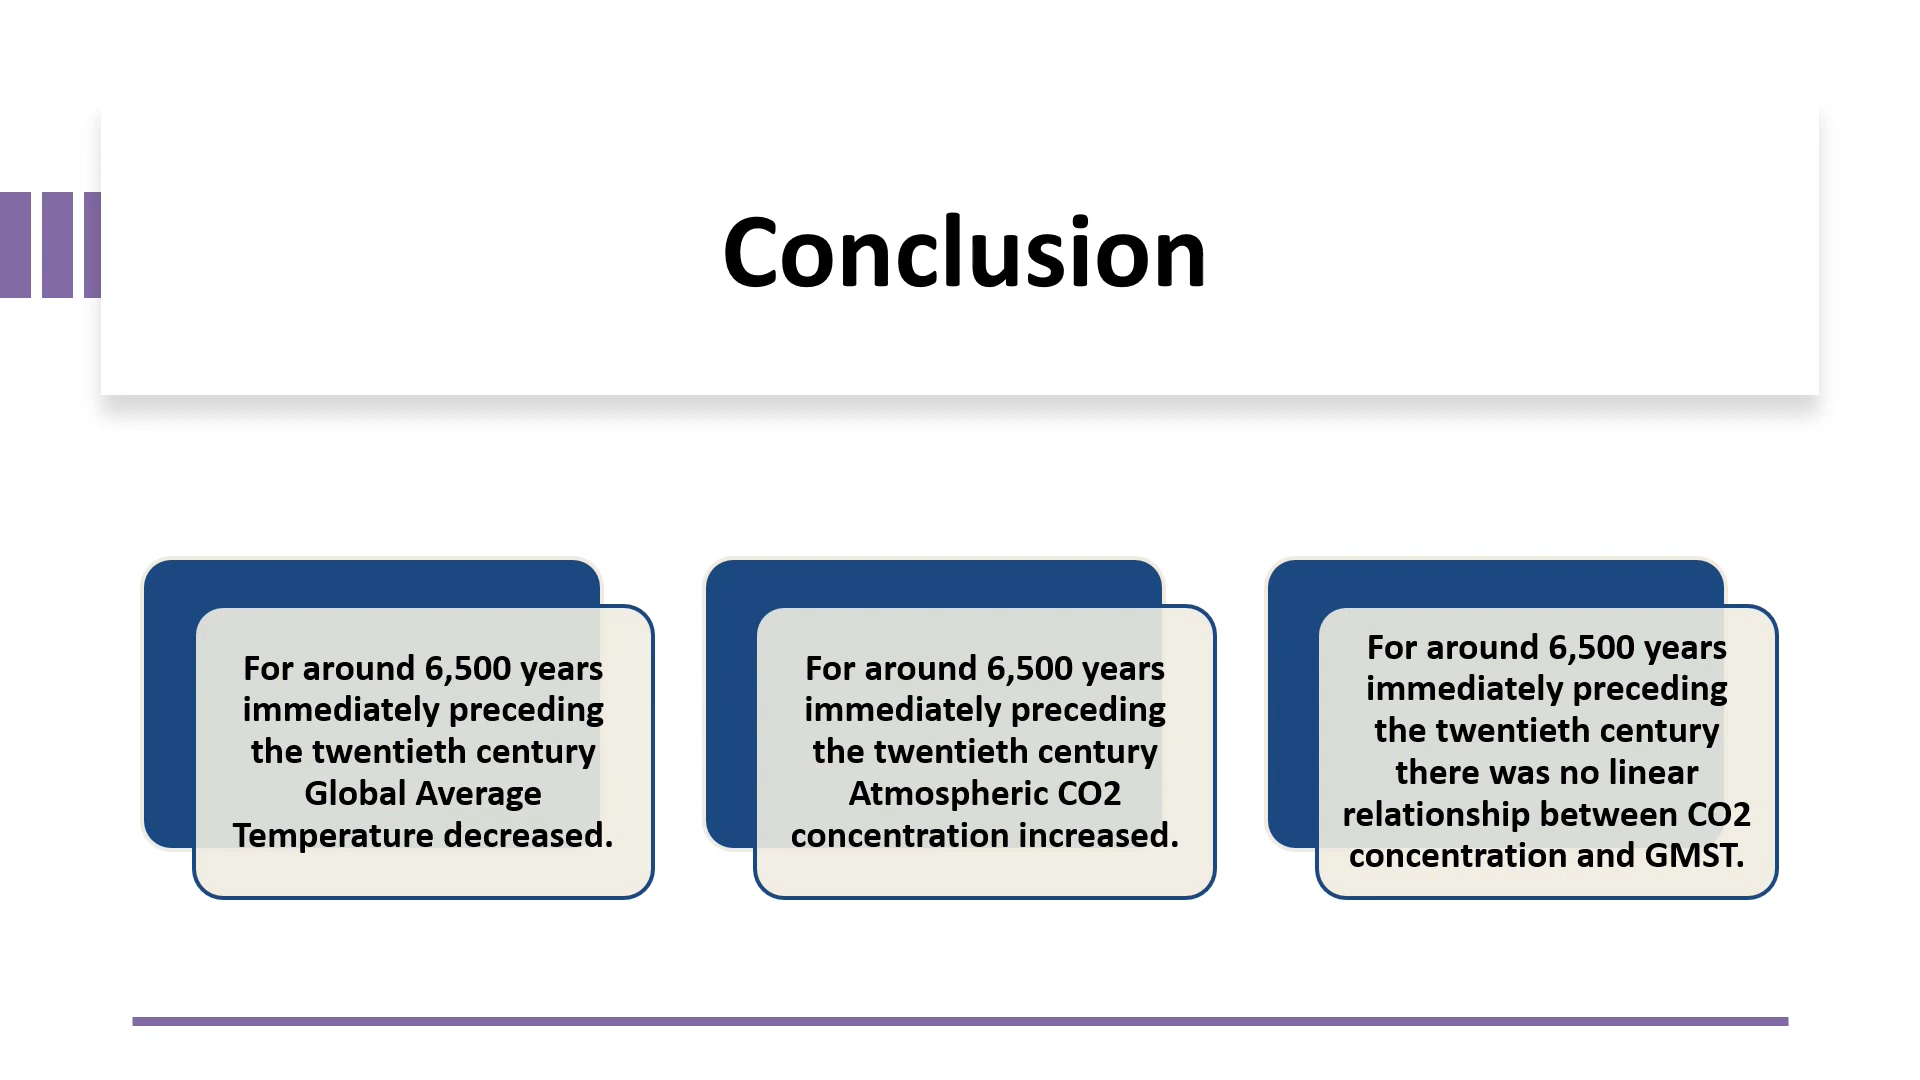 Conclusion
For around 6,500 years
immediately preceding
the twentieth century
Global Average
Temperature decreased.
For around 6,500 years
immediately preceding
the twentieth century
Atmospheric CO2
concentration increased.
For around 6,500 years
immediately preceding
the twentieth century
there was no linear
relationship between CO2
concentration and GMST.